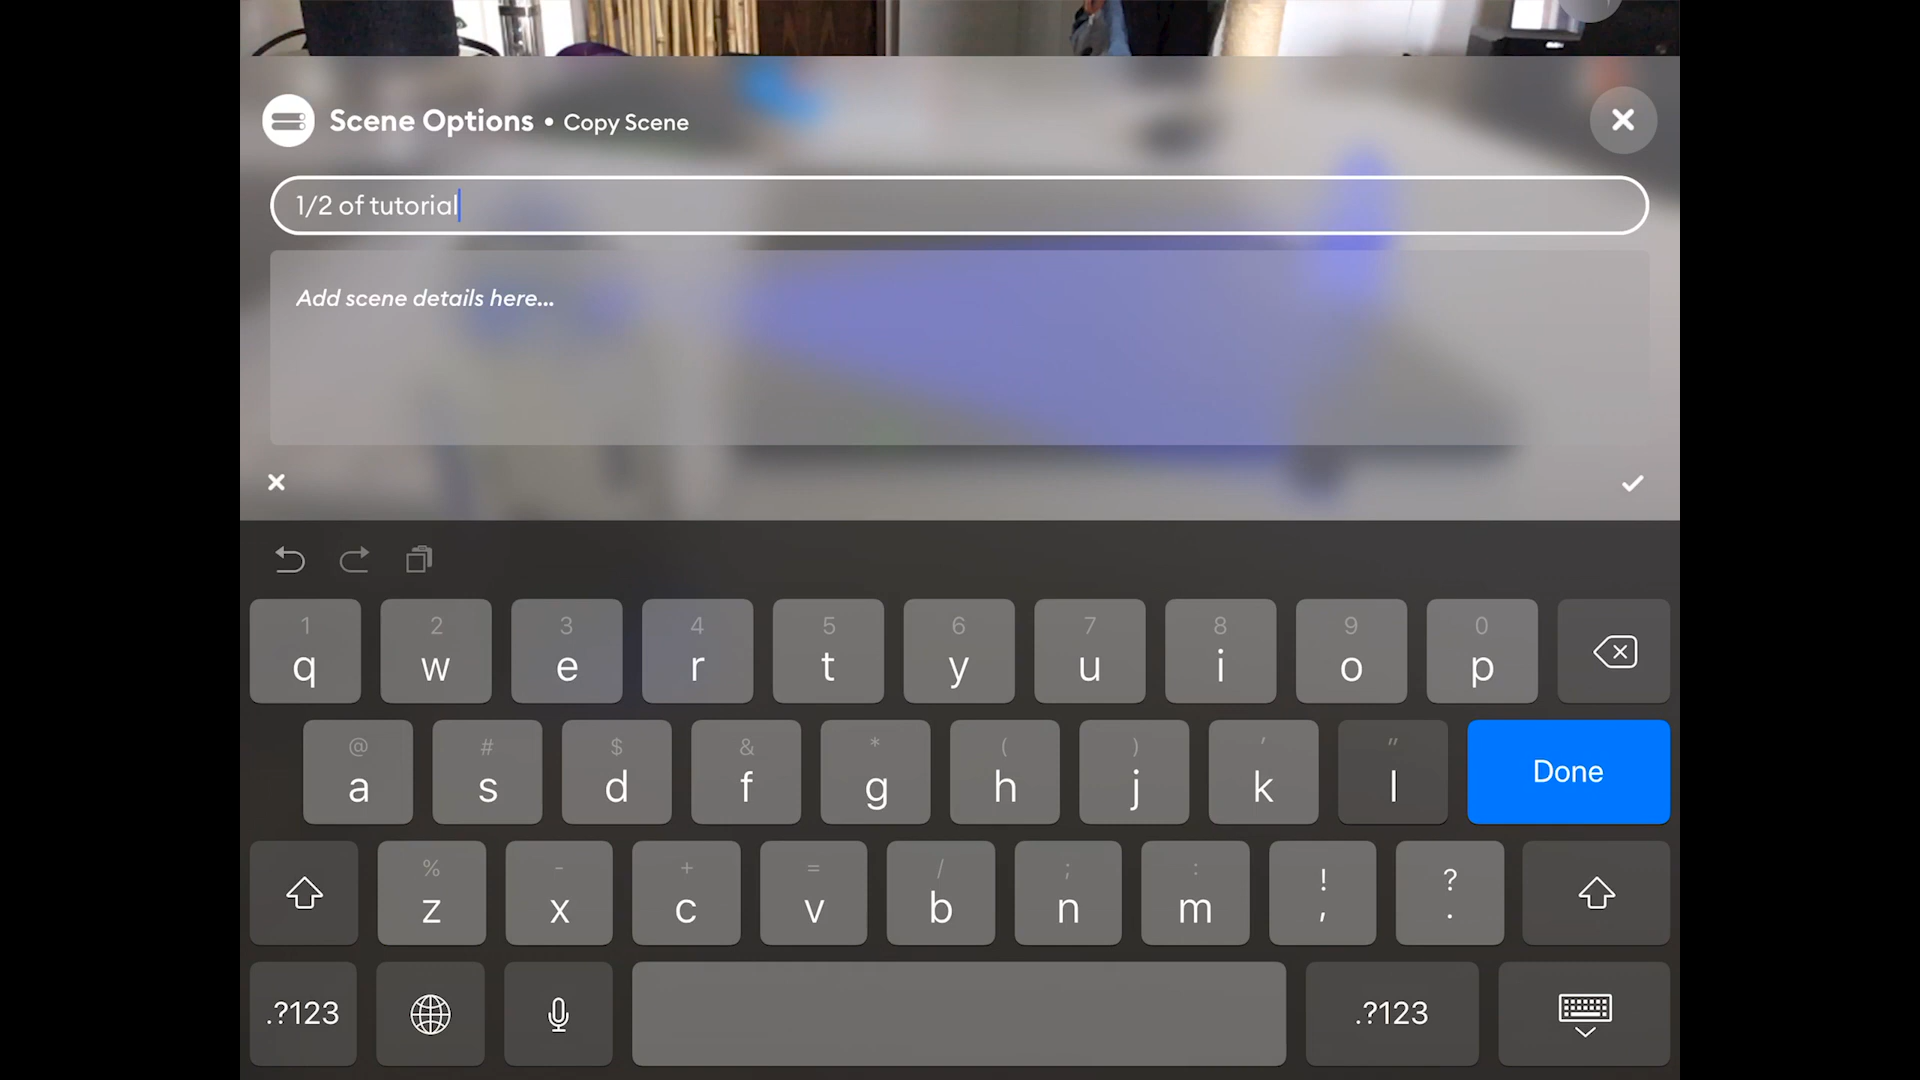 Scene Options • Copy Scene
1/2 of tutorial
Add scene details here...
1 2 3 4 5 6 7 8 9 0
q w e r t y u i o p
@ # $ & * ( ) ' "
a s d f g h j k l Done
% - + = / ; : ! ?
z x c v b n m , .
.?123 .?123